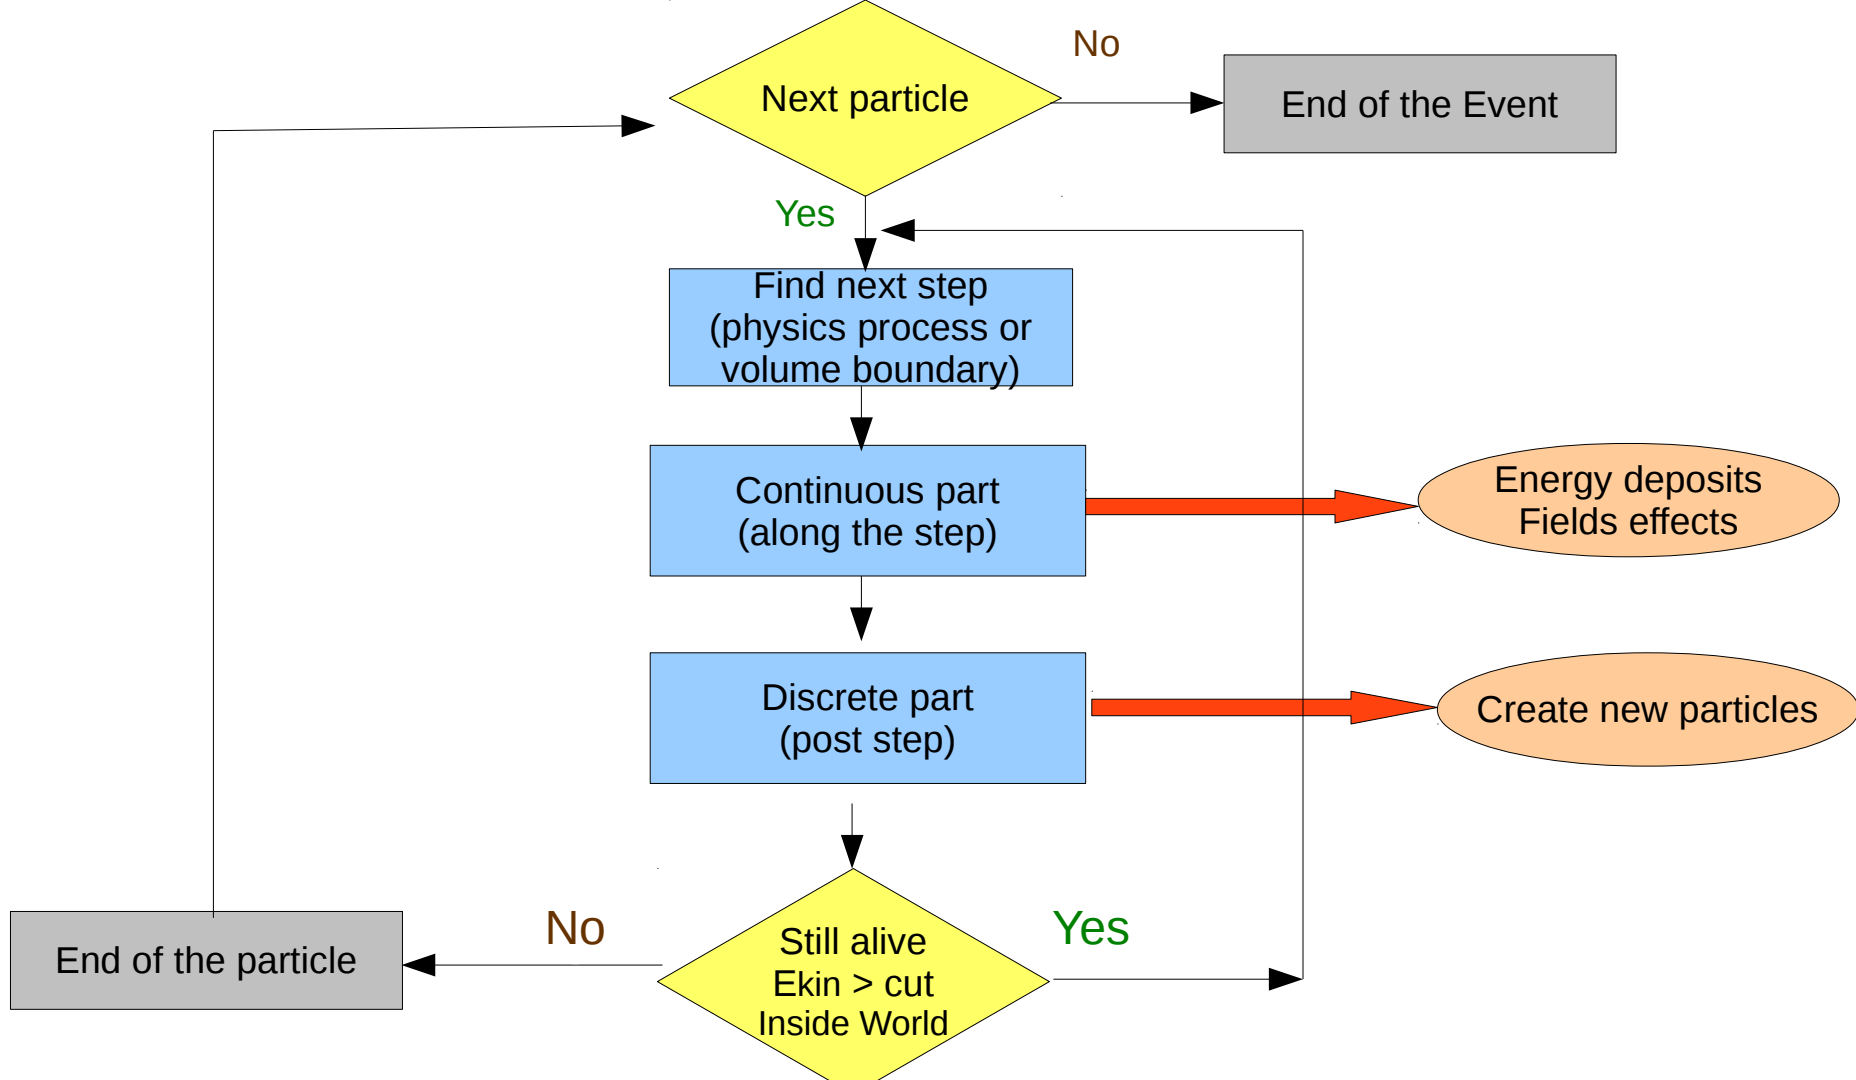 Next particle
No
End of the Event
Yes
Find next step
(physics process or
volume boundary)
Continuous part
(along the step)
Energy deposits
Fields effects
Discrete part
(post step)
Create new particles
End of the particle
No
Still alive
Ekin > cut
Inside World
Yes